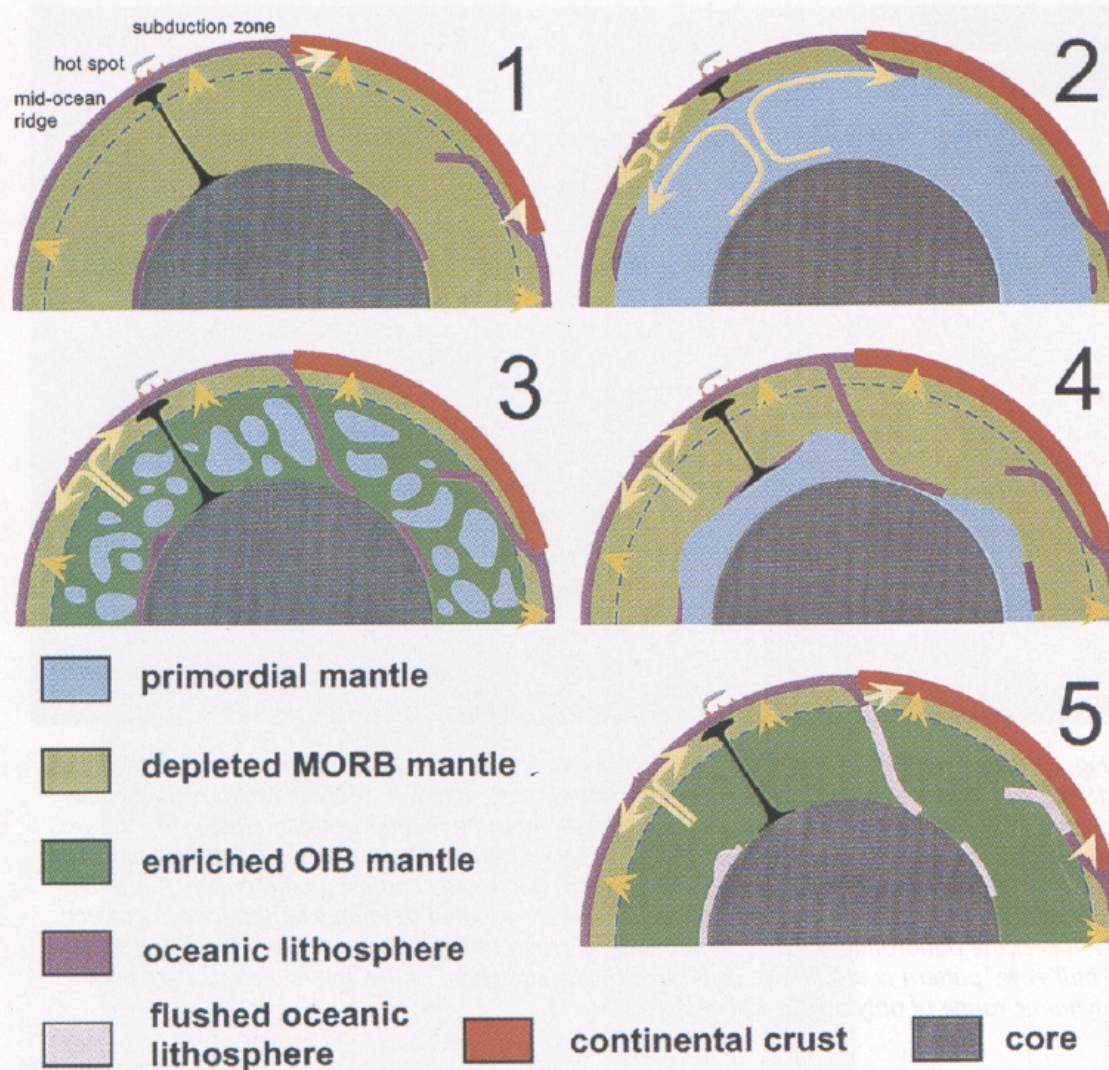 subduction zone
hot spot
mid-ocean
ridge
1
2
3
4
5
primordial mantle
depleted MORB mantle
enriched OIB mantle
oceanic lithosphere
flushed oceanic
lithosphere
continental crust
core